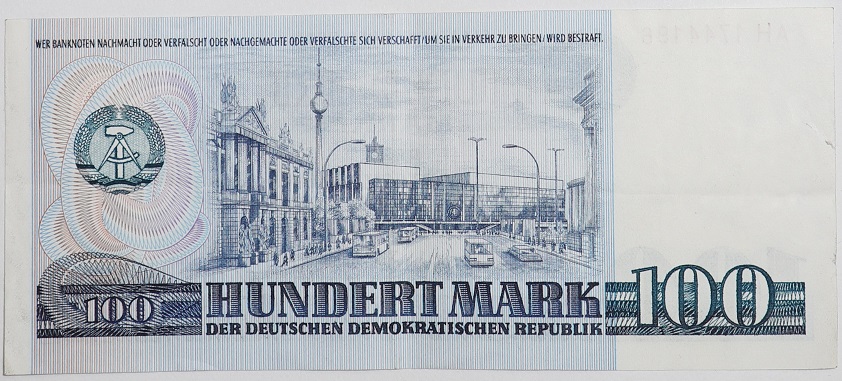 WER BANKNOTEN NACHMACHT ODER VERFÄLSCHT ODER NACHGEMACHTE ODER VERFÄLSCHTE SICH VERSCHAFFT/UM SIE IN VERKEHR ZU BRINGEN/WIRD BESTRAFT.
100 HUNDERT MARK 100
DER DEUTSCHEN DEMOKRATISCHEN REPUBLIK